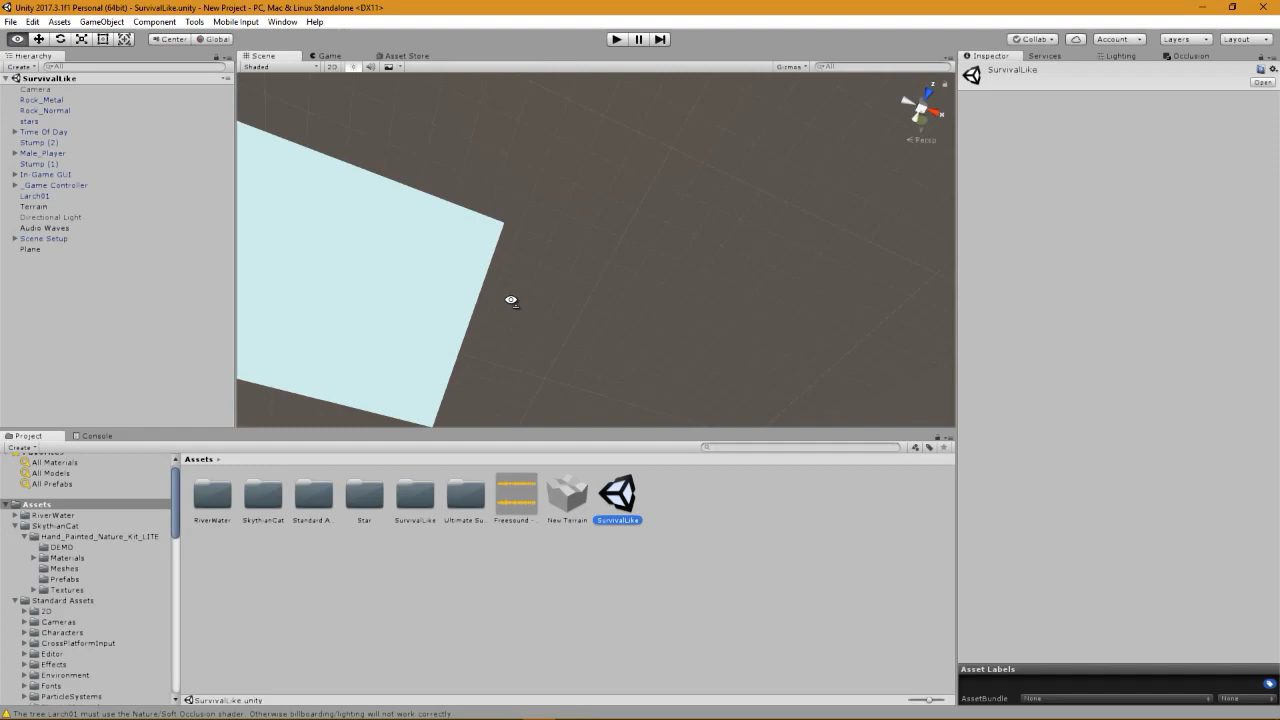 Unity 2017.3.1f1 Personal (64bit) - SurvivalLike.unity - New Project - PC, Mac & Linux Standalone <DX11>
File Edit Assets GameObject Component Tools Mobile Input Window Help
Center Global Collab Account Layers Layout
Hierarchy Scene Game Asset Store Inspector Services Lighting Occlusion
Create All Shaded 2D Gizmos All
SurvivalLike
SurvivalLike
Open
Camera
Rock_Metal
Rock_Normal
stars
Time Of Day
Stump (2)
Male_Player
Stump (1)
In-Game GUI
_Game Controller
Larch01
Terrain
Directional Light
Audio Waves
Scene Setup
Plane
z
x
y
Persp
Project Console
Create
Favorites
All Materials
All Models
All Prefabs
Assets
RiverWater
SkythianCat
Hand_Painted_Nature_Kit_LITE
DEMO
Materials
Meshes
Prefabs
Textures
Standard Assets
2D
Cameras
Characters
CrossPlatformInput
Editor
Effects
Environment
Fonts
ParticleSystems
Assets
RiverWater SkythianCat Standard A... Star SurvivalLike Ultimate Su... Freesound -... New Terrain SurvivalLike
SurvivalLike.unity
Asset Labels
AssetBundle None None
The tree Larch01 must use the Nature/Soft Occlusion shader. Otherwise billboarding/lighting will not work correctly